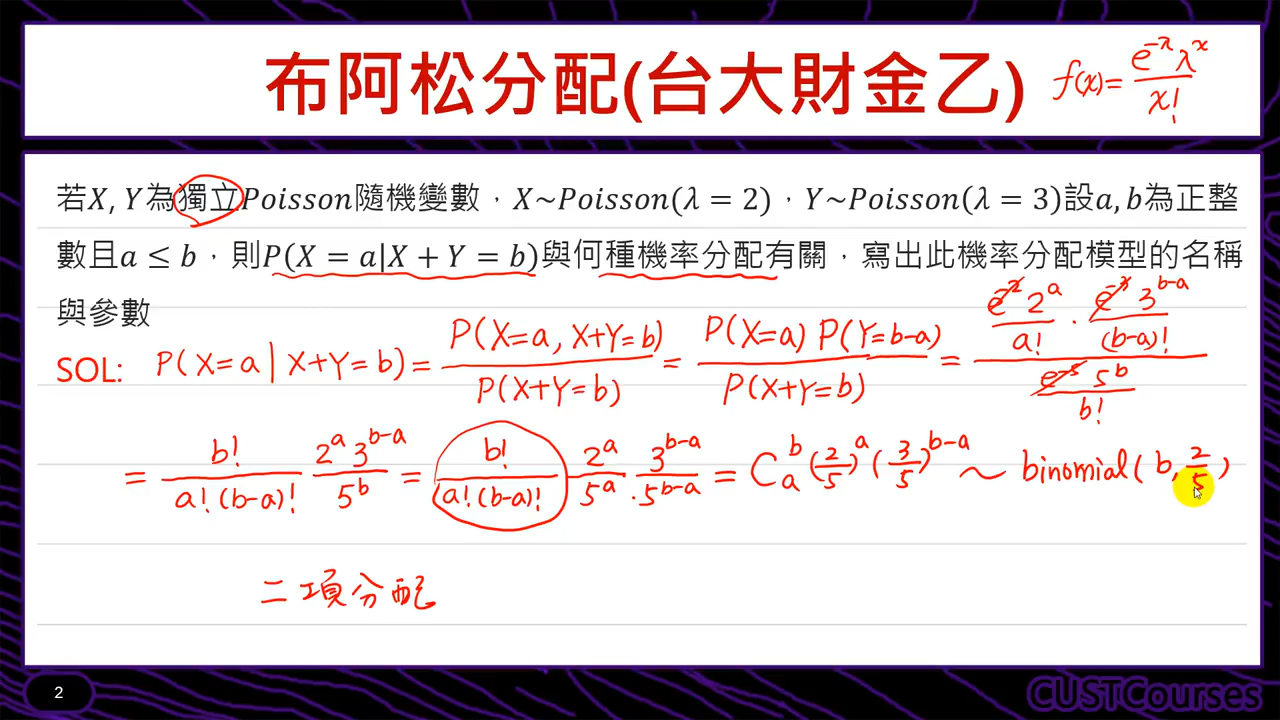 布阿松分配(台大財金乙) f(x)= e^{-λ} λ^x / x!
若X, Y為獨立Poisson隨機變數，X~Poisson(λ = 2)，Y~Poisson(λ = 3)設a, b為正整
數且a ≤ b，則P(X = a|X + Y = b)與何種機率分配有關，寫出此機率分配模型的名稱
與參數
SOL: P(X=a | X+Y=b) = P(X=a, X+Y=b) / P(X+Y=b) = P(X=a) P(Y=b-a) / P(X+Y=b) = (e^{-2} 2^a / a! · e^{-3} 3^{b-a} / (b-a)!) / (e^{-5} 5^b / b!)
= b! / a!·(b-a)! 2^a 3^{b-a} / 5^b = b! / a!·(b-a)! 2^a / 5^a · 3^{b-a} / 5^{b-a} = C^b_a (2/5)^a (3/5)^{b-a} ~ binomial(b, 2/5)
二項分配
2
CUSTCourses